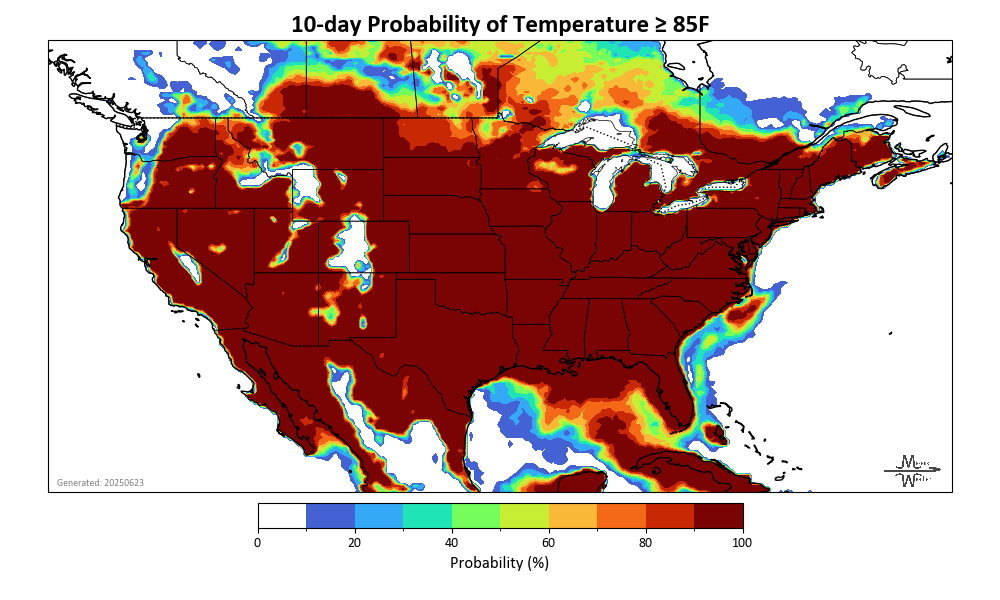 10-day Probability of Temperature ≥ 85F
Generated: 20250623
0 20 40 60 80 100
Probability (%)